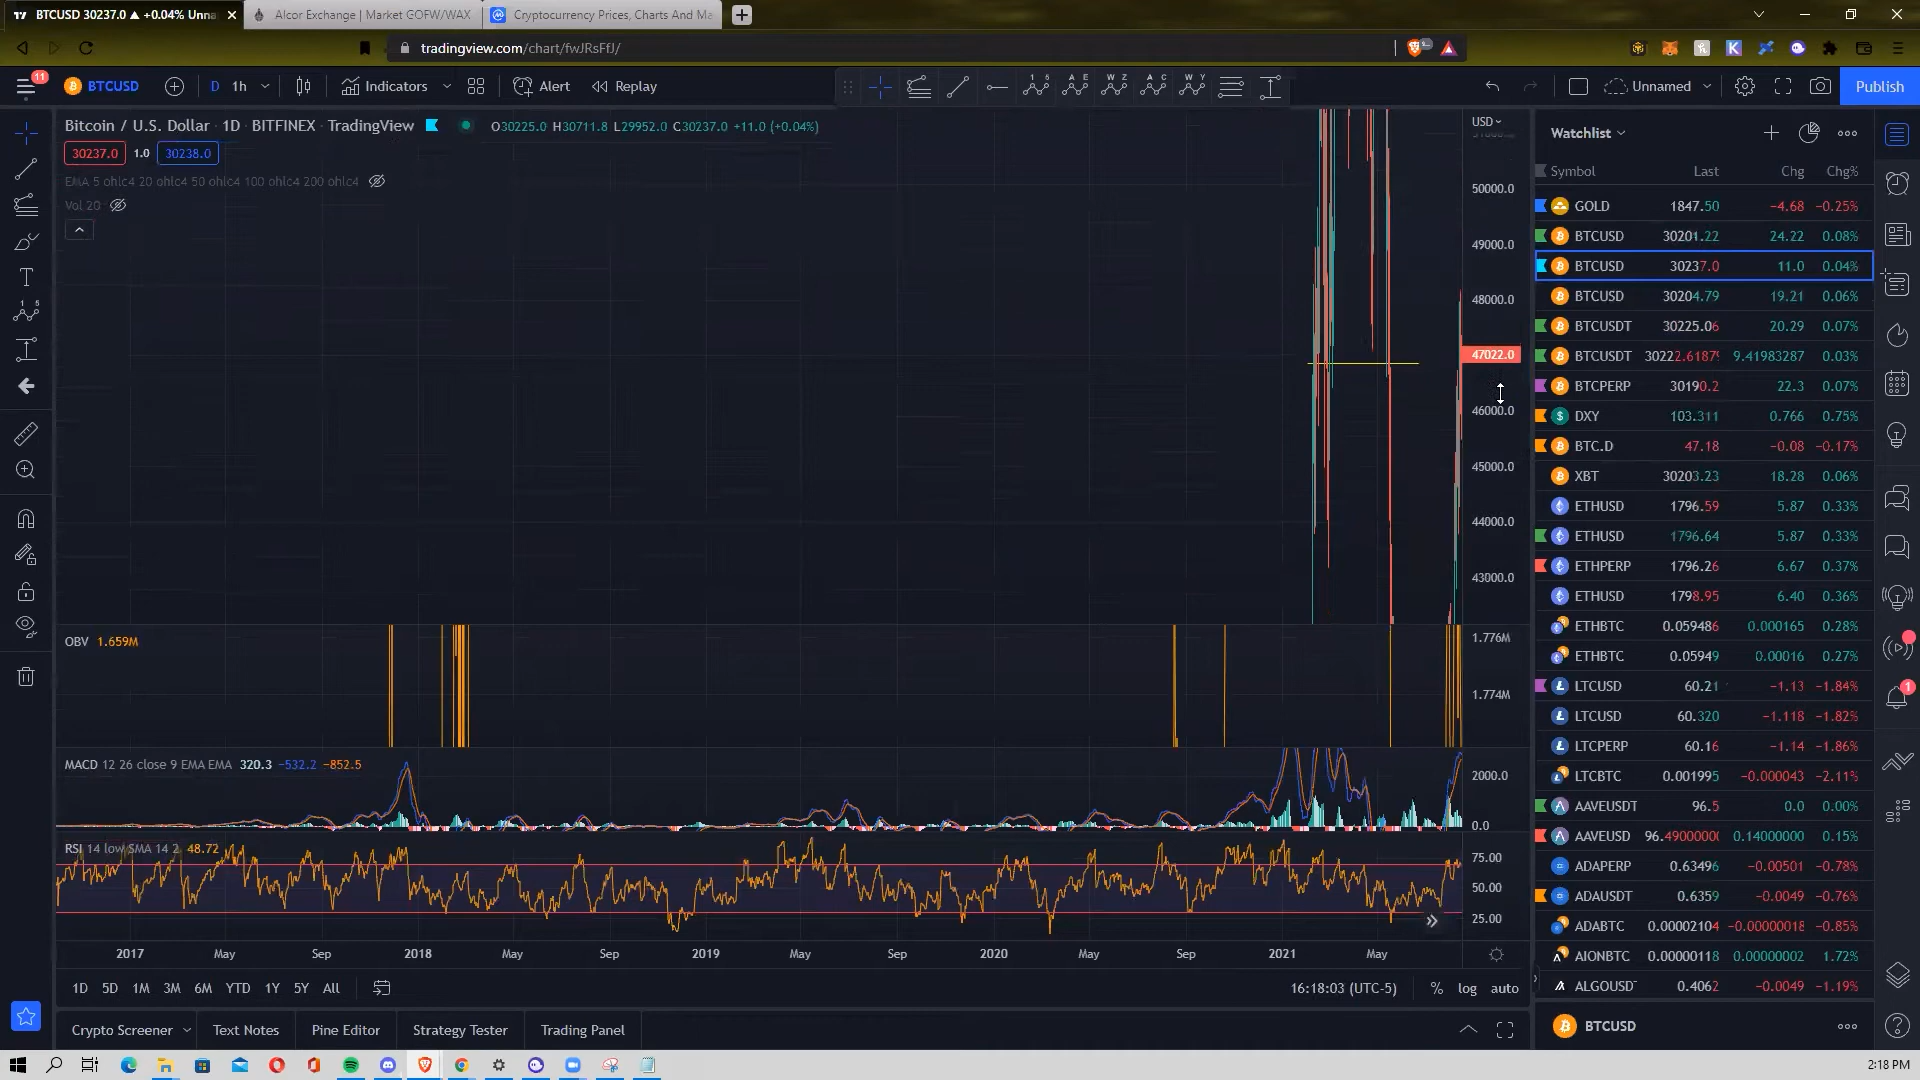 BTCUSD 30237.0 ▲ +0.04% Unna
Alcor Exchange | Market GOFW/WAX
Cryptocurrency Prices, Charts And Ma
tradingview.com/chart/fwJRsFfJ/
11
BTCUSD
D 1h
Indicators
Alert
Replay
Unnamed
Publish
Bitcoin / U.S. Dollar · 1D · BITFINEX · TradingView
O30225.0 H30711.8 L29952.0 C30237.0 +11.0 (+0.04%)
30237.0 1.0 30238.0
EMA 5 ohlc4 20 ohlc4 50 ohlc4 100 ohlc4 200 ohlc4
Vol 20
USD
50000.0
49000.0
48000.0
47022.0
46000.0
45000.0
44000.0
43000.0
OBV 1.659M
1.776M
1.774M
MACD 12 26 close 9 EMA EMA 320.3 −532.2 −852.5
2000.0
0.0
RSI 14 low SMA 14 2 48.72
75.00
50.00
25.00
2017 May Sep 2018 May Sep 2019 May Sep 2020 May Sep 2021 May
1D 5D 1M 3M 6M YTD 1Y 5Y All
16:18:03 (UTC-5) % log auto
Crypto Screener Text Notes Pine Editor Strategy Tester Trading Panel
Watchlist
Symbol Last Chg Chg%
GOLD 1847.50 −4.68 −0.25%
BTCUSD 30201.22 24.22 0.08%
BTCUSD 30237.0 11.0 0.04%
BTCUSD 30204.79 19.21 0.06%
BTCUSDT 30225.06 20.29 0.07%
BTCUSDT 30222.6187 9.41983287 0.03%
BTCPERP 30190.2 22.3 0.07%
DXY 103.311 0.766 0.75%
BTC.D 47.18 −0.08 −0.17%
XBT 30203.23 18.28 0.06%
ETHUSD 1796.59 5.87 0.33%
ETHUSD 1796.64 5.87 0.33%
ETHPERP 1796.26 6.67 0.37%
ETHUSD 1798.95 6.40 0.36%
ETHBTC 0.059486 0.000165 0.28%
ETHBTC 0.05949 0.00016 0.27%
LTCUSD 60.21 −1.13 −1.84%
LTCUSD 60.320 −1.118 −1.82%
LTCPERP 60.16 −1.14 −1.86%
LTCBTC 0.001995 −0.000043 −2.11%
AAVEUSDT 96.5 0.0 0.00%
AAVEUSD 96.4900000 0.14000000 0.15%
ADAPERP 0.63496 −0.00501 −0.78%
ADAUSDT 0.6359 −0.0049 −0.76%
ADABTC 0.00002104 −0.00000018 −0.85%
AIONBTC 0.00000118 0.00000002 1.72%
ALGOUSD 0.4062 −0.0049 −1.19%
BTCUSD
1
2:18 PM